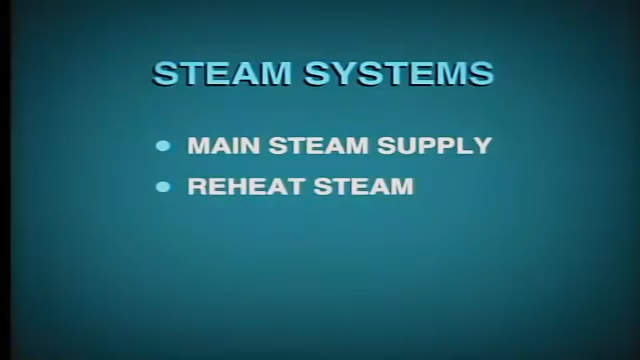 STEAM SYSTEMS
• MAIN STEAM SUPPLY
• REHEAT STEAM